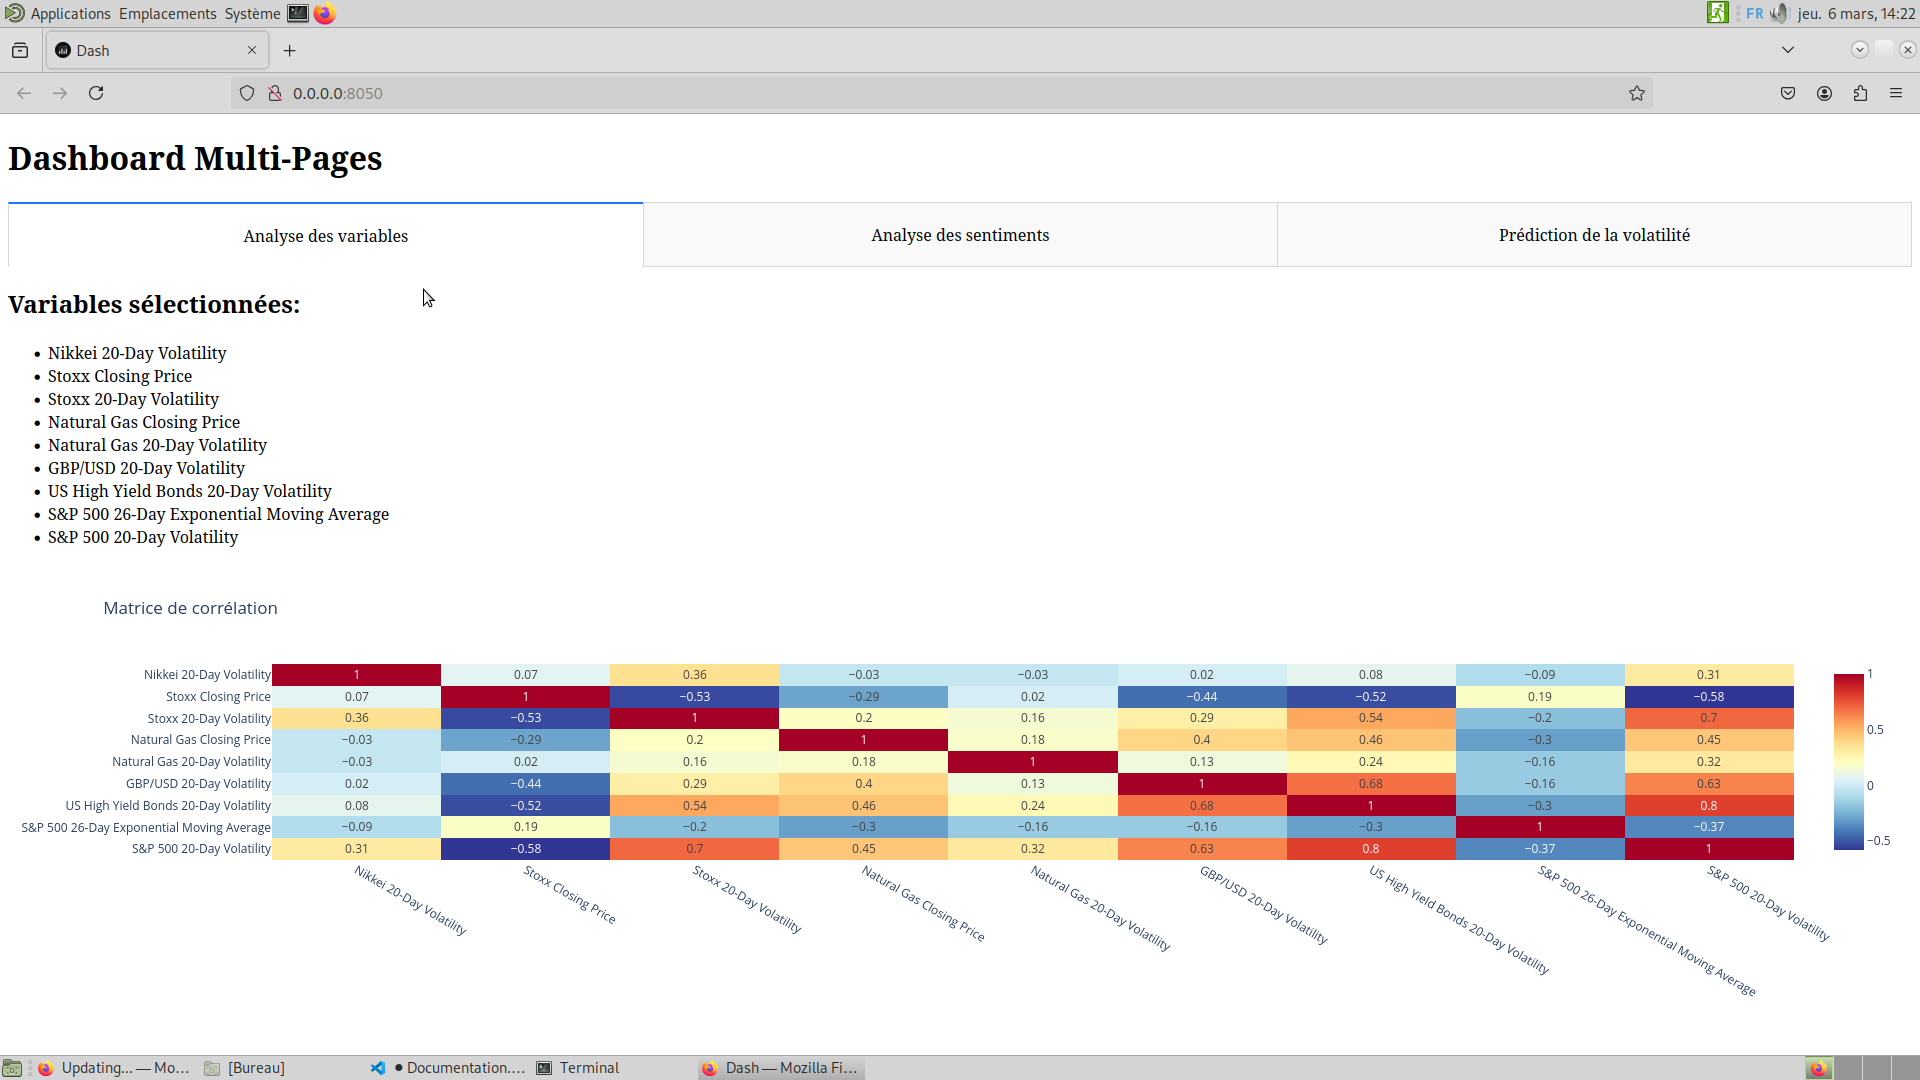 Applications Emplacements Système FR jeu. 6 mars, 14:22
Dash
0.0.0.0:8050
Dashboard Multi-Pages
Analyse des variables Analyse des sentiments Prédiction de la volatilité
Variables sélectionnées:
• Nikkei 20-Day Volatility
• Stoxx Closing Price
• Stoxx 20-Day Volatility
• Natural Gas Closing Price
• Natural Gas 20-Day Volatility
• GBP/USD 20-Day Volatility
• US High Yield Bonds 20-Day Volatility
• S&P 500 26-Day Exponential Moving Average
• S&P 500 20-Day Volatility
Matrice de corrélation
Nikkei 20-Day Volatility 1 0.07 0.36 −0.03 −0.03 0.02 0.08 −0.09 0.31
Stoxx Closing Price 0.07 1 −0.53 −0.29 0.02 −0.44 −0.52 0.19 −0.58
Stoxx 20-Day Volatility 0.36 −0.53 1 0.2 0.16 0.29 0.54 −0.2 0.7
Natural Gas Closing Price −0.03 −0.29 0.2 1 0.18 0.4 0.46 −0.3 0.45
Natural Gas 20-Day Volatility −0.03 0.02 0.16 0.18 1 0.13 0.24 −0.16 0.32
GBP/USD 20-Day Volatility 0.02 −0.44 0.29 0.4 0.13 1 0.68 −0.16 0.63
US High Yield Bonds 20-Day Volatility 0.08 −0.52 0.54 0.46 0.24 0.68 1 −0.3 0.8
S&P 500 26-Day Exponential Moving Average −0.09 0.19 −0.2 −0.3 −0.16 −0.16 −0.3 1 −0.37
S&P 500 20-Day Volatility 0.31 −0.58 0.7 0.45 0.32 0.63 0.8 −0.37 1
1
0.5
0
−0.5
Nikkei 20-Day Volatility
Stoxx Closing Price
Stoxx 20-Day Volatility
Natural Gas Closing Price
Natural Gas 20-Day Volatility
GBP/USD 20-Day Volatility
US High Yield Bonds 20-Day Volatility
S&P 500 26-Day Exponential Moving Average
S&P 500 20-Day Volatility
Updating... — Mo... [Bureau] ● Documentation.... Terminal Dash — Mozilla Fi...